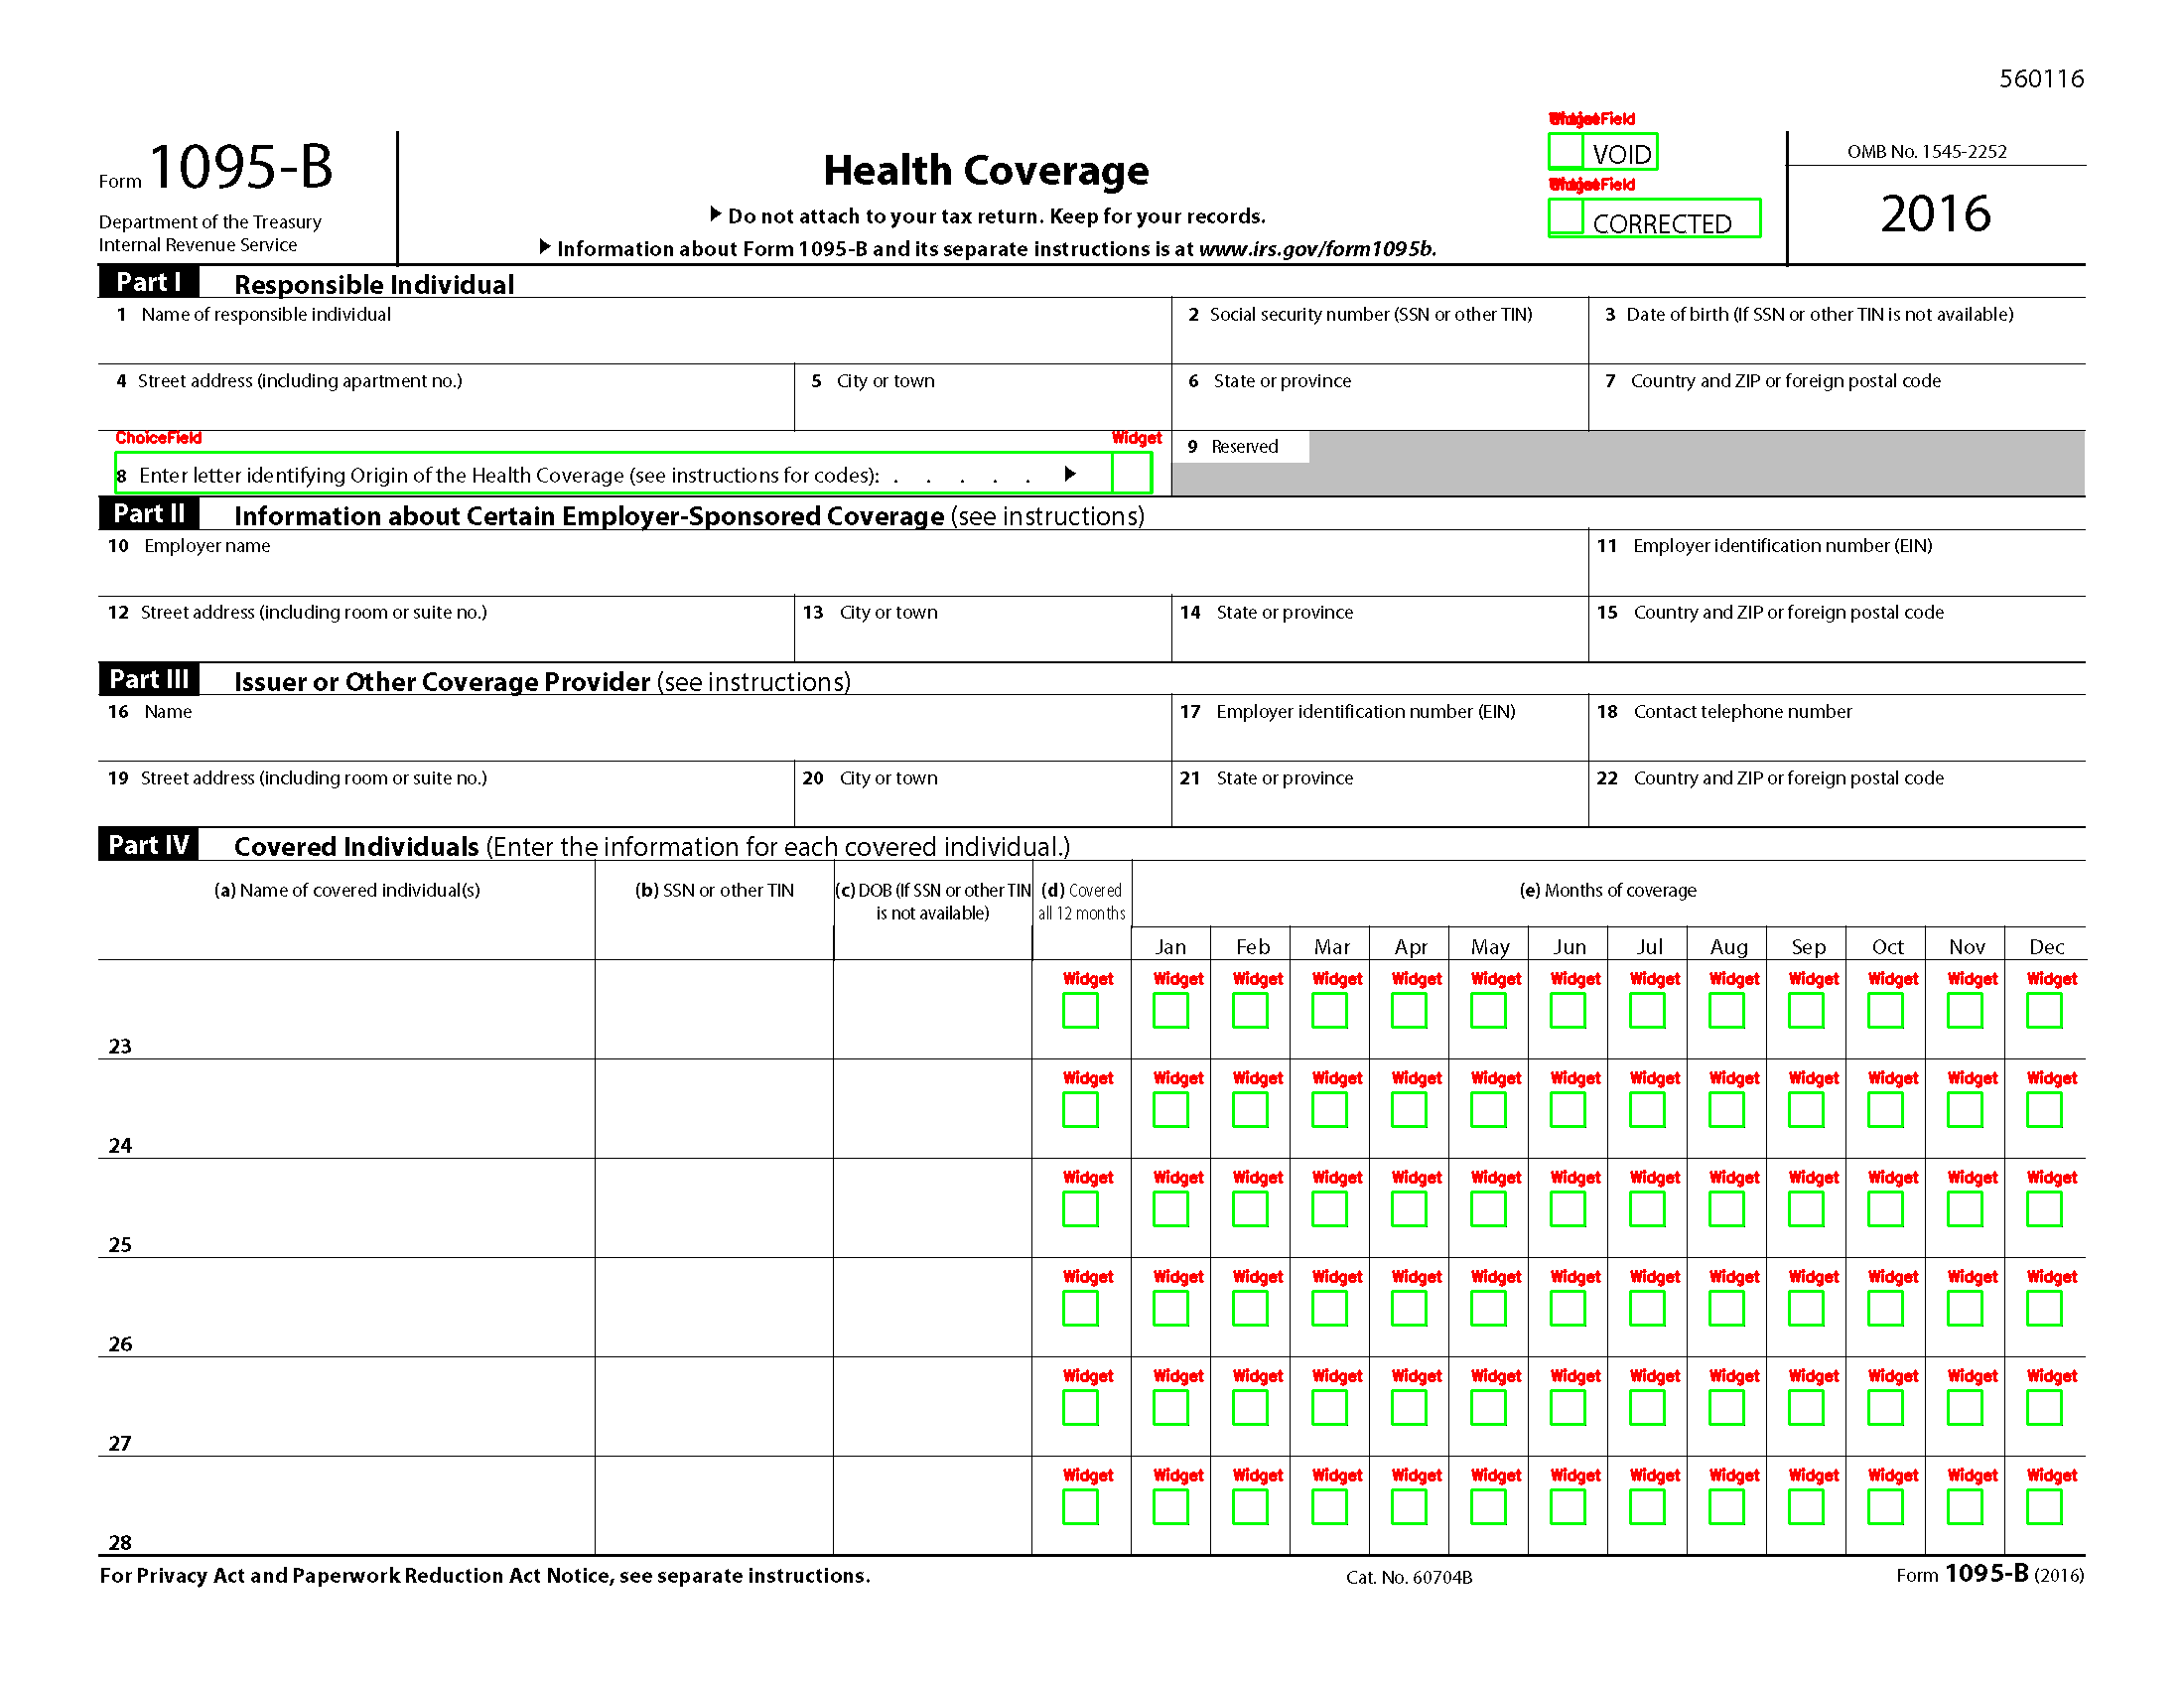 560116
Form 1095-B
Department of the Treasury
Internal Revenue Service
Health Coverage
Do not attach to your tax return. Keep for your records.
Information about Form 1095-B and its separate instructions is at www.irs.gov/form1095b.
Widget
VOID
Widget
CORRECTED
OMB No. 1545-2252
2016
Part I Responsible Individual
1 Name of responsible individual
2 Social security number (SSN or other TIN)
3 Date of birth (If SSN or other TIN is not available)
4 Street address (including apartment no.)
5 City or town
6 State or province
7 Country and ZIP or foreign postal code
ChoiceField Widget
8 Enter letter identifying Origin of the Health Coverage (see instructions for codes): . . . . .
9 Reserved
Part II Information about Certain Employer-Sponsored Coverage (see instructions)
10 Employer name
11 Employer identification number (EIN)
12 Street address (including room or suite no.)
13 City or town
14 State or province
15 Country and ZIP or foreign postal code
Part III Issuer or Other Coverage Provider (see instructions)
16 Name
17 Employer identification number (EIN)
18 Contact telephone number
19 Street address (including room or suite no.)
20 City or town
21 State or province
22 Country and ZIP or foreign postal code
Part IV Covered Individuals (Enter the information for each covered individual.)
(a) Name of covered individual(s)
(b) SSN or other TIN
(c) DOB (If SSN or other TIN
is not available)
(d) Covered
all 12 months
(e) Months of coverage
Jan Feb Mar Apr May Jun Jul Aug Sep Oct Nov Dec
Widget Widget Widget Widget Widget Widget Widget Widget Widget Widget Widget Widget Widget
23
Widget Widget Widget Widget Widget Widget Widget Widget Widget Widget Widget Widget Widget
24
Widget Widget Widget Widget Widget Widget Widget Widget Widget Widget Widget Widget Widget
25
Widget Widget Widget Widget Widget Widget Widget Widget Widget Widget Widget Widget Widget
26
Widget Widget Widget Widget Widget Widget Widget Widget Widget Widget Widget Widget Widget
27
Widget Widget Widget Widget Widget Widget Widget Widget Widget Widget Widget Widget Widget
28
For Privacy Act and Paperwork Reduction Act Notice, see separate instructions.
Cat. No. 60704B
Form 1095-B (2016)